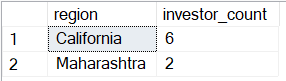 region investor_count
1 California 6
2 Maharashtra 2